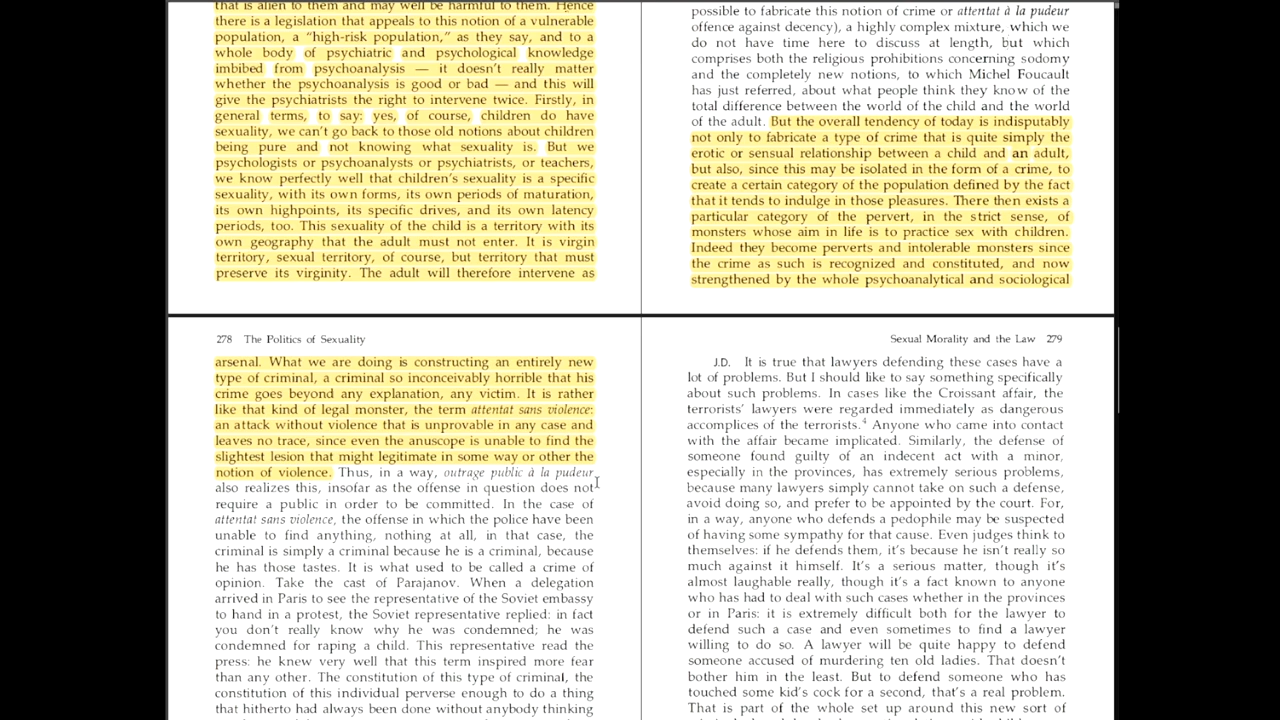 that is alien to them and may well be harmful to them. Hence
there is a legislation that appeals to this notion of a vulnerable
population, a “high-risk population,” as they say, and to a
whole body of psychiatric and psychological knowledge
imbibed from psychoanalysis — it doesn’t really matter
whether the psychoanalysis is good or bad — and this will
give the psychiatrists the right to intervene twice. Firstly, in
general terms, to say: yes, of course, children do have
sexuality, we can’t go back to those old notions about children
being pure and not knowing what sexuality is. But we
psychologists or psychoanalysts or psychiatrists, or teachers,
we know perfectly well that children’s sexuality is a specific
sexuality, with its own forms, its own periods of maturation,
its own highpoints, its specific drives, and its own latency
periods, too. This sexuality of the child is a territory with its
own geography that the adult must not enter. It is virgin
territory, sexual territory, of course, but territory that must
preserve its virginity. The adult will therefore intervene as
possible to fabricate this notion of crime or attentat à la pudeur
offence against decency), a highly complex mixture, which we
do not have time here to discuss at length, but which
comprises both the religious prohibitions concerning sodomy
and the completely new notions, to which Michel Foucault
has just referred, about what people think they know of the
total difference between the world of the child and the world
of the adult. But the overall tendency of today is indisputably
not only to fabricate a type of crime that is quite simply the
erotic or sensual relationship between a child and an adult,
but also, since this may be isolated in the form of a crime, to
create a certain category of the population defined by the fact
that it tends to indulge in those pleasures. There then exists a
particular category of the pervert, in the strict sense, of
monsters whose aim in life is to practice sex with children.
Indeed they become perverts and intolerable monsters since
the crime as such is recognized and constituted, and now
strengthened by the whole psychoanalytical and sociological
278 The Politics of Sexuality
arsenal. What we are doing is constructing an entirely new
type of criminal, a criminal so inconceivably horrible that his
crime goes beyond any explanation, any victim. It is rather
like that kind of legal monster, the term attentat sans violence:
an attack without violence that is unprovable in any case and
leaves no trace, since even the anuscope is unable to find the
slightest lesion that might legitimate in some way or other the
notion of violence. Thus, in a way, outrage public à la pudeur
also realizes this, insofar as the offense in question does not
require a public in order to be committed. In the case of
attentat sans violence, the offense in which the police have been
unable to find anything, nothing at all, in that case, the
criminal is simply a criminal because he is a criminal, because
he has those tastes. It is what used to be called a crime of
opinion. Take the cast of Parajanov. When a delegation
arrived in Paris to see the representative of the Soviet embassy
to hand in a protest, the Soviet representative replied: in fact
you don’t really know why he was condemned; he was
condemned for raping a child. This representative read the
press: he knew very well that this term inspired more fear
than any other. The constitution of this type of criminal, the
constitution of this individual perverse enough to do a thing
that hitherto had always been done without anybody thinking
Sexual Morality and the Law 279
J.D. It is true that lawyers defending these cases have a
lot of problems. But I should like to say something specifically
about such problems. In cases like the Croissant affair, the
terrorists’ lawyers were regarded immediately as dangerous
accomplices of the terrorists.4 Anyone who came into contact
with the affair became implicated. Similarly, the defense of
someone found guilty of an indecent act with a minor,
especially in the provinces, has extremely serious problems,
because many lawyers simply cannot take on such a defense,
avoid doing so, and prefer to be appointed by the court. For,
in a way, anyone who defends a pedophile may be suspected
of having some sympathy for that cause. Even judges think to
themselves: if he defends them, it’s because he isn’t really so
much against it himself. It’s a serious matter, though it’s
almost laughable really, though it’s a fact known to anyone
who has had to deal with such cases whether in the provinces
or in Paris: it is extremely difficult both for the lawyer to
defend such a case and even sometimes to find a lawyer
willing to do so. A lawyer will be quite happy to defend
someone accused of murdering ten old ladies. That doesn’t
bother him in the least. But to defend someone who has
touched some kid’s cock for a second, that’s a real problem.
That is part of the whole set up around this new sort of